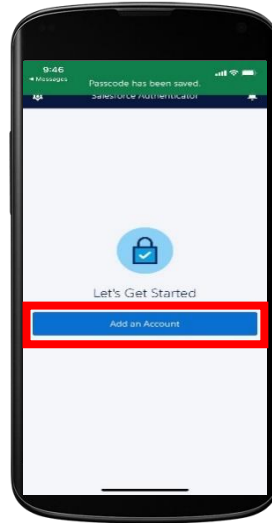 9:46
Messages
Passcode has been saved.
Salesforce Authenticator
Let's Get Started
Add an Account